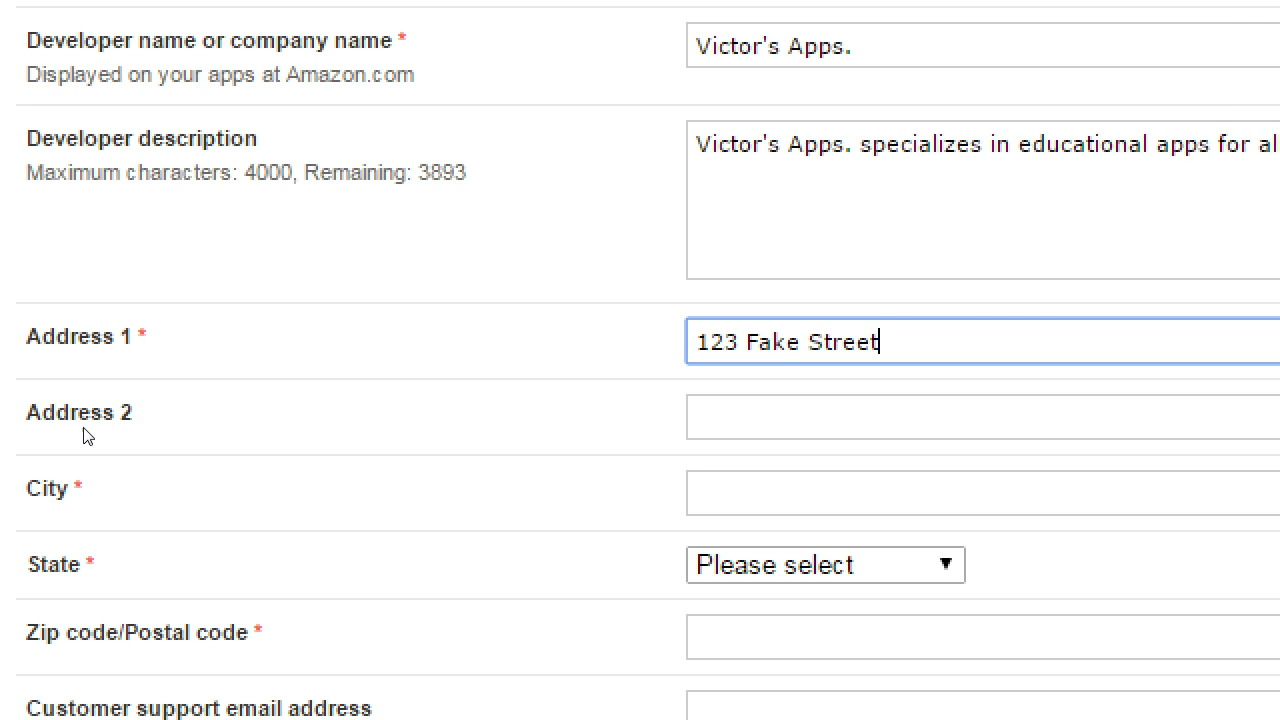 Developer name or company name *
Victor's Apps.
Displayed on your apps at Amazon.com
Developer description
Victor's Apps. specializes in educational apps for al
Maximum characters: 4000, Remaining: 3893
Address 1 *
123 Fake Street
Address 2
City *
State *
Please select
Zip code/Postal code *
Customer support email address